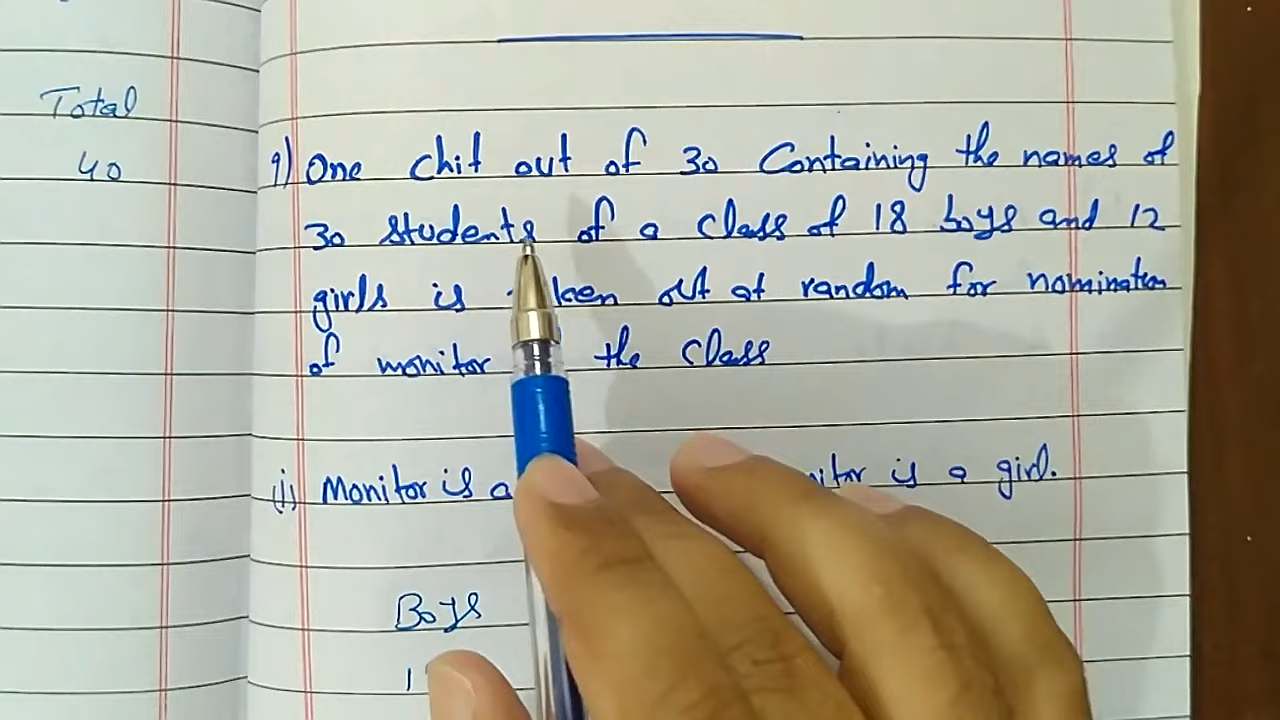 Total
40
9) One chit out of 30 Containing the names of
30 students of a class of 18 boys and 12
girls is out at random for nomination
of monitor the class
(i) Monitor is a is a girl.
Boys